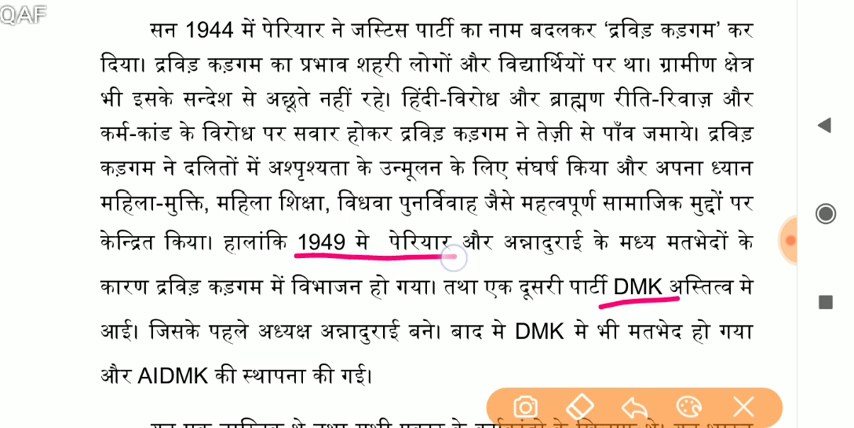 QAF
सन 1944 में पेरियार ने जस्टिस पार्टी का नाम बदलकर ‘द्रविड़ कड़गम’ कर
दिया। द्रविड़ कड़गम का प्रभाव शहरी लोगों और विद्यार्थियों पर था। ग्रामीण क्षेत्र
भी इसके सन्देश से अछूते नहीं रहे। हिंदी-विरोध और ब्राह्मण रीति-रिवाज़ और
कर्म-कांड के विरोध पर सवार होकर द्रविड़ कड़गम ने तेज़ी से पाँव जमाये। द्रविड़
कड़गम ने दलितों में अश्पृश्यता के उन्मूलन के लिए संघर्ष किया और अपना ध्यान
महिला-मुक्ति, महिला शिक्षा, विधवा पुनर्विवाह जैसे महत्वपूर्ण सामाजिक मुद्दों पर
केन्द्रित किया। हालांकि 1949 मे पेरियार और अन्नादुराई के मध्य मतभेदों के
कारण द्रविड़ कड़गम में विभाजन हो गया। तथा एक दूसरी पार्टी DMK अस्तित्व मे
आई। जिसके पहले अध्यक्ष अन्नादुराई बने। बाद मे DMK मे भी मतभेद हो गया
और AIDMK की स्थापना की गई।